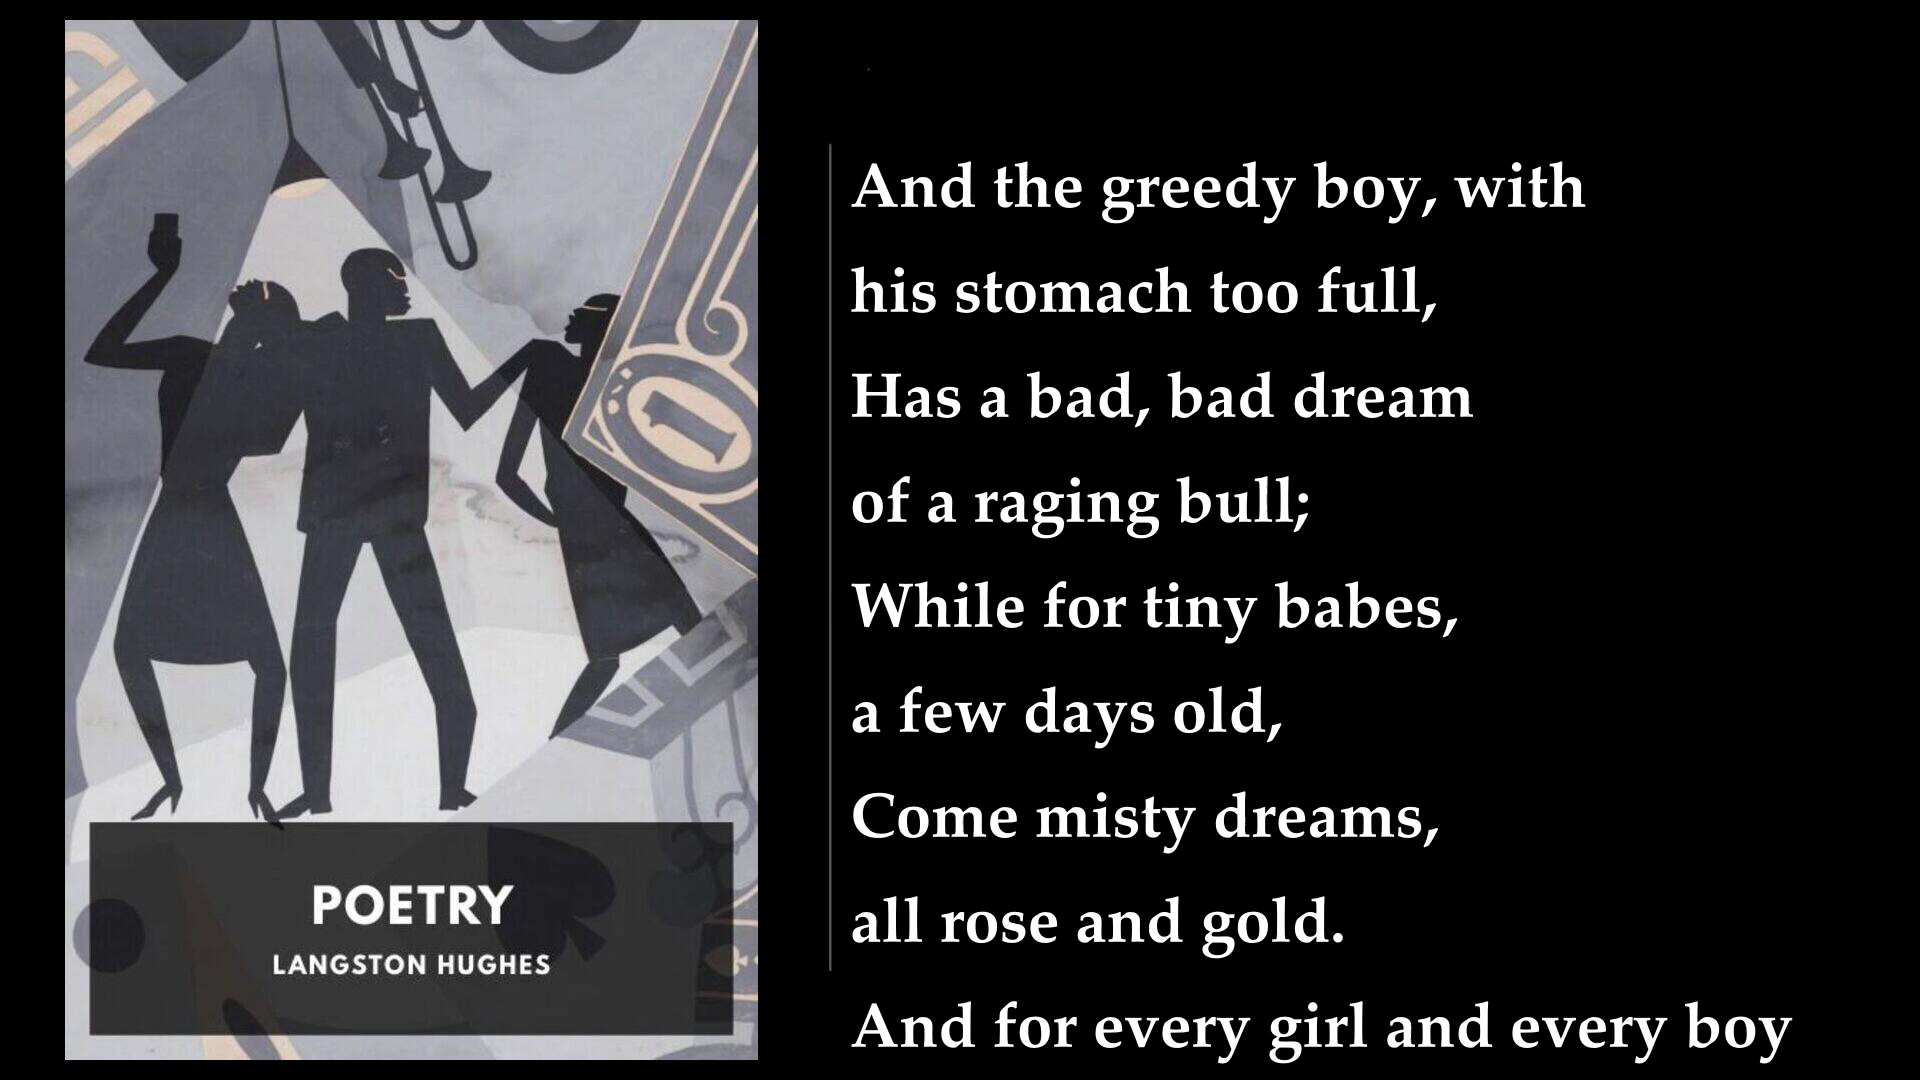 POETRY
LANGSTON HUGHES
And the greedy boy, with
his stomach too full,
Has a bad, bad dream
of a raging bull;
While for tiny babes,
a few days old,
Come misty dreams,
all rose and gold.
And for every girl and every boy